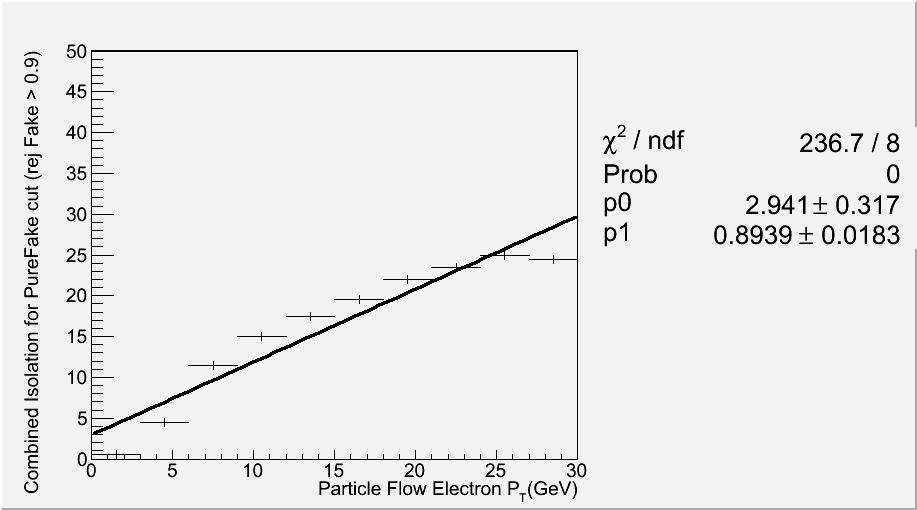 Combined Isolation for PureFake cut (rej Fake > 0.9)
50
45
40
35
30
25
20
15
10
5
0
0 5 10 15 20 25 30
Particle Flow Electron P_T(GeV)
χ² / ndf 236.7 / 8
Prob 0
p0 2.941 ± 0.317
p1 0.8939 ± 0.0183